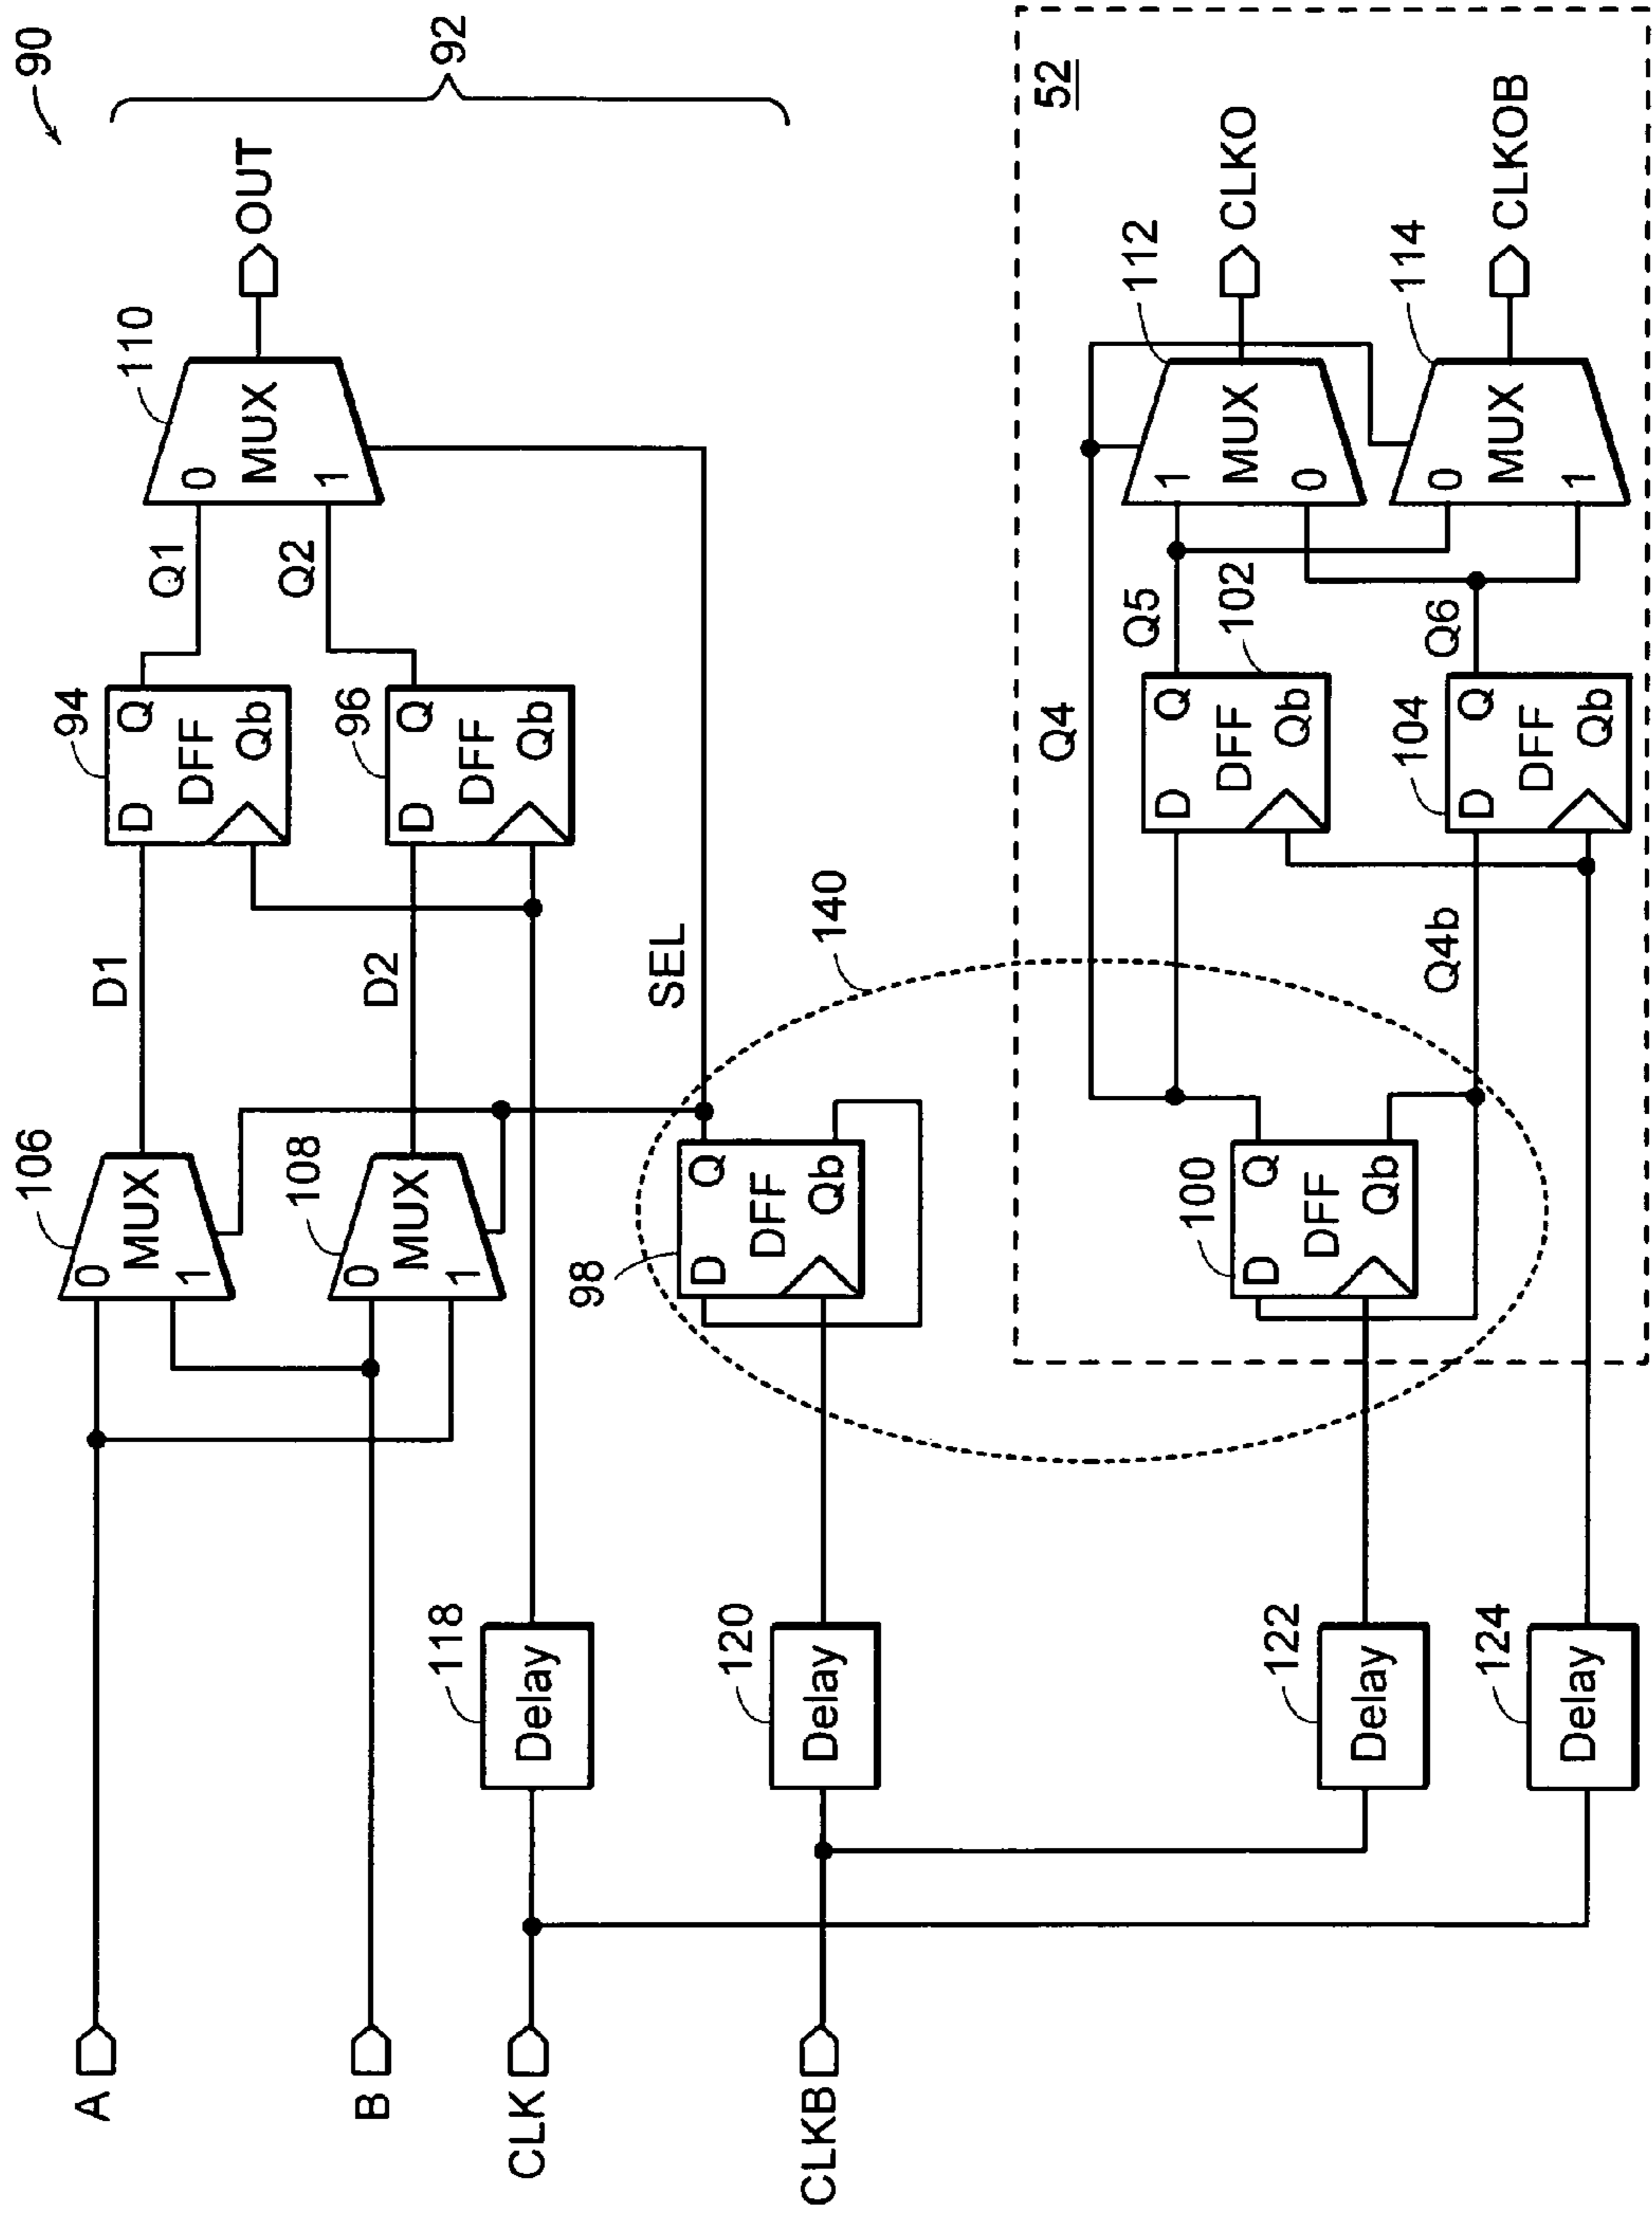 90
92
A
B
CLK
CLKB
106
0
MUX
1
108
0
MUX
1
D1
D2
94
D
Q
DFF
Qb
96
D
Q
DFF
Qb
Q1
Q2
110
0
MUX
1
OUT
118
Delay
120
Delay
122
Delay
124
Delay
98
D
Q
DFF
Qb
SEL
140
52
100
D
Q
DFF
Qb
Q4
Q4b
D
Q
DFF
Qb
102
104
D
Q
DFF
Qb
Q5
Q6
112
1
MUX
0
CLKO
114
0
MUX
1
CLKOB